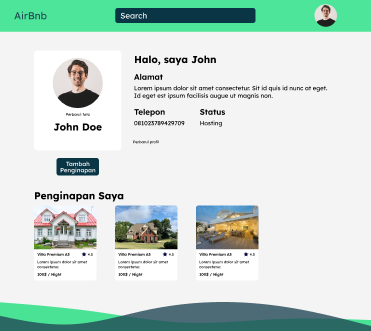 AirBnb
Search
Halo, saya John
Alamat
Lorem ipsum dolor sit amet consectetur. Sit id quis id nunc at eget.
Id eget est ipsum facilisis augue ut magnis non.
Perbarui foto
John Doe
Telepon
Status
081023789429709
Hosting
Perbarui profil
Tambah
Penginapan
Penginapan Saya
Villa Premium A3
4.5
Lorem ipsum dolor sit amet
consectetur.
300$ / Night
Villa Premium A3
4.5
Lorem ipsum dolor sit amet
consectetur.
300$ / Night
Villa Premium A3
4.5
Lorem ipsum dolor sit amet
consectetur.
300$ / Night